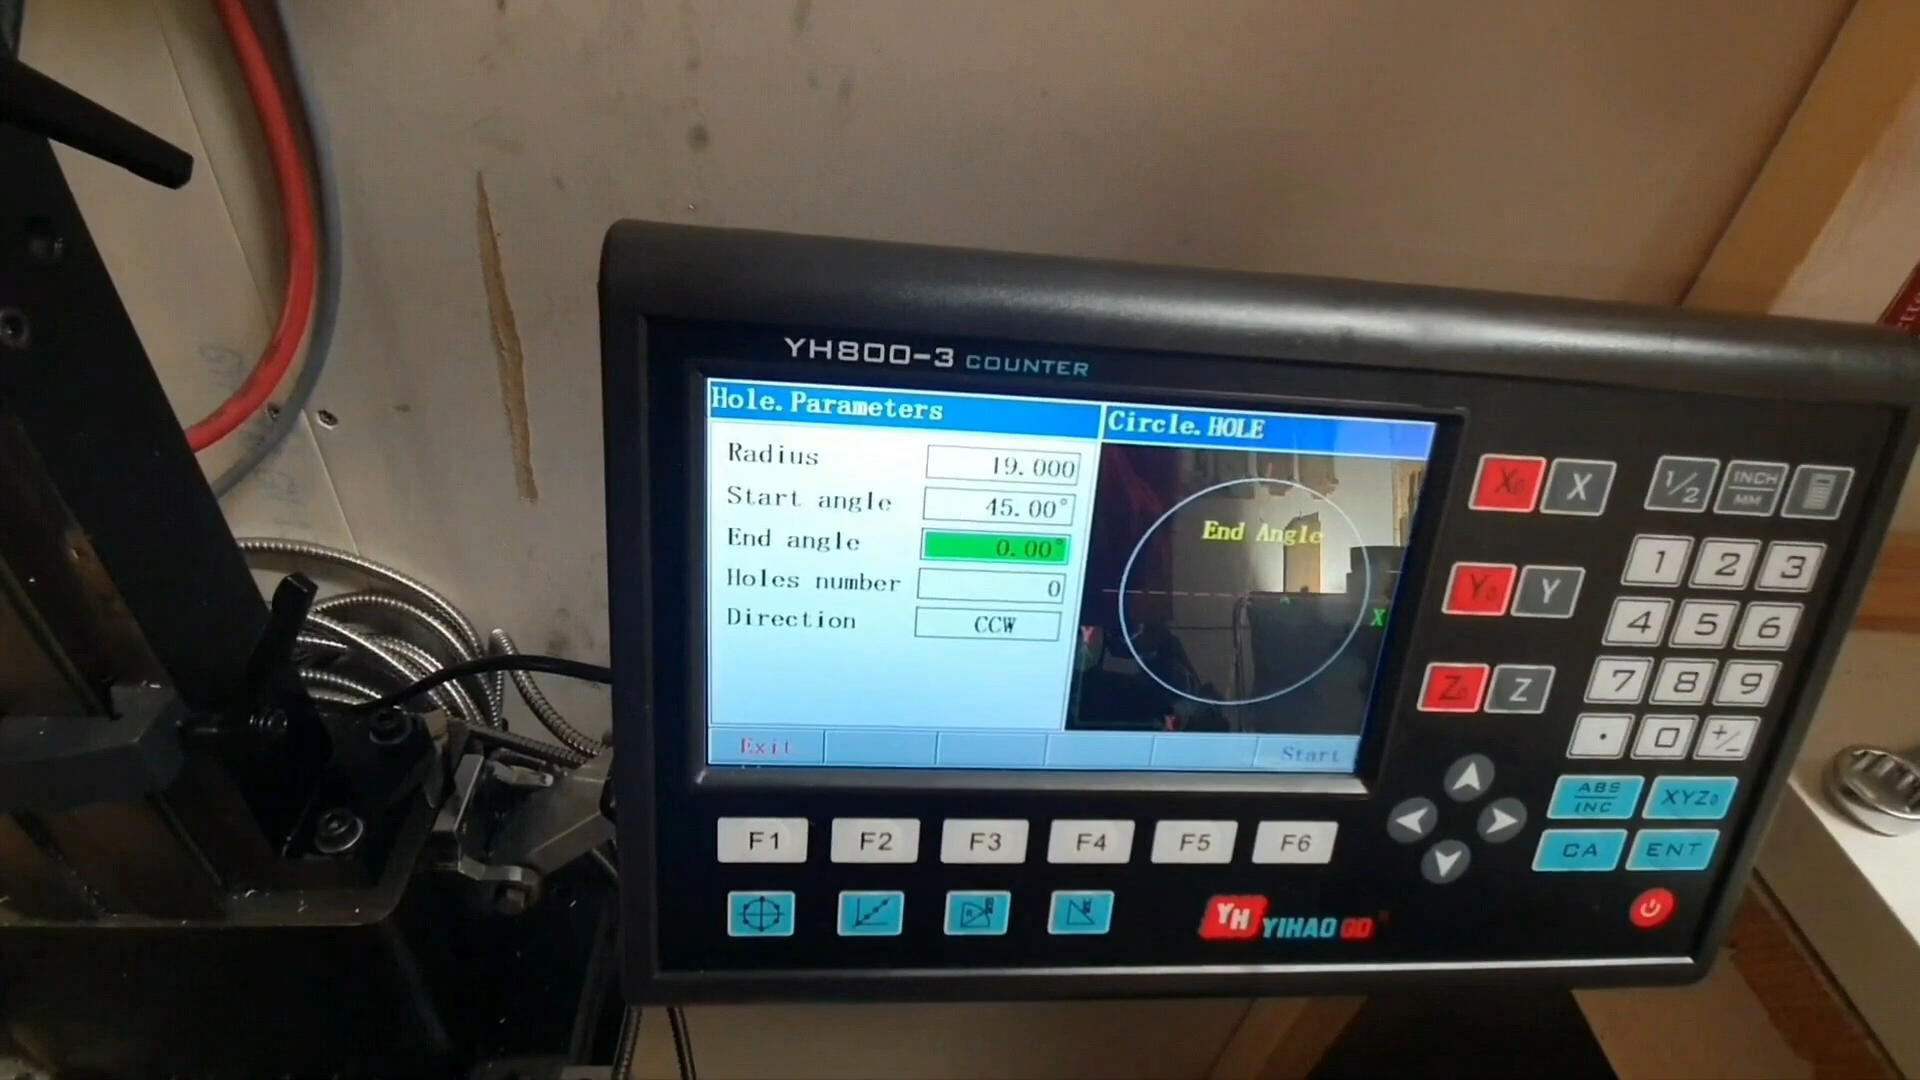 YH800-3 COUNTER
Hole.Parameters
Circle.HOLE
Radius 19.000
Start angle 45.00°
End angle 0.00°
Holes number 0
Direction CCW
End Angle
X
Y
X
Exit
Start
X₀ X 1/2 INCH MM
1 2 3
Y₀ Y
4 5 6
Z₀ Z
7 8 9
. 0 +/-
ABS INC XYZ₀
CA ENT
F1 F2 F3 F4 F5 F6
YH YIHAO GD